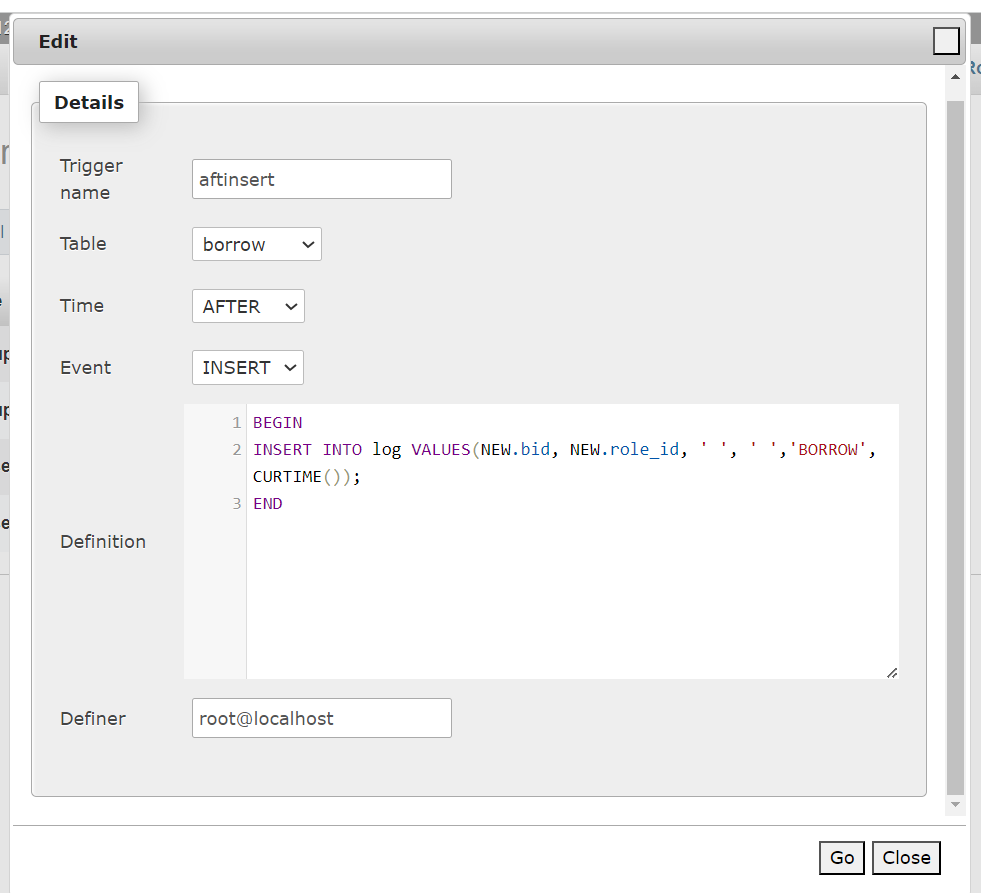 Edit
Details
Trigger
name
aftinsert
Table
borrow
Time
AFTER
Event
INSERT
Definition
1 BEGIN
2 INSERT INTO log VALUES(NEW.bid, NEW.role_id, ' ', ' ','BORROW',
CURTIME());
3 END
Definer
root@localhost
Go Close